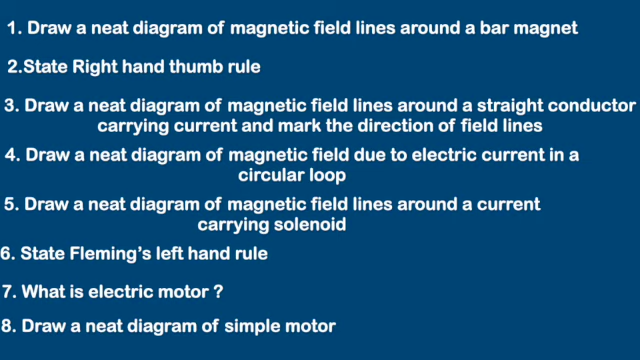 1. Draw a neat diagram of magnetic field lines around a bar magnet
2.State Right hand thumb rule
3. Draw a neat diagram of magnetic field lines around a straight conductor
carrying current and mark the direction of field lines
4. Draw a neat diagram of magnetic field due to electric current in a
circular loop
5. Draw a neat diagram of magnetic field lines around a current
carrying solenoid
6. State Fleming's left hand rule
7. What is electric motor ?
8. Draw a neat diagram of simple motor